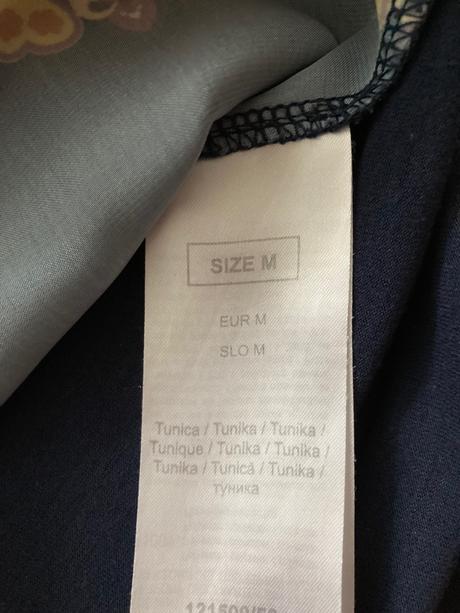 SIZE M
EUR M
SLO M
Tunica / Tunika / Tunika /
Tunique / Tunika / Tunika /
Tunika / Tunică / Tunika /
туника